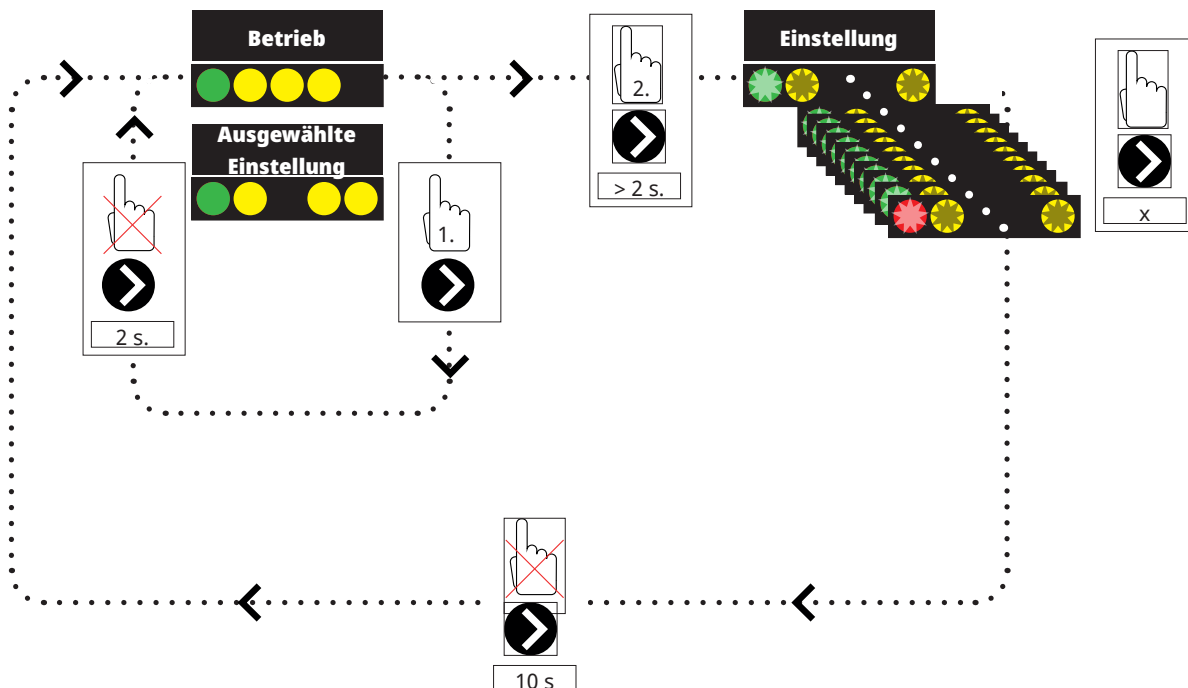 Betrieb
Ausgewählte
Einstellung
2 s.
1.
2.
> 2 s.
Einstellung
x
10 s